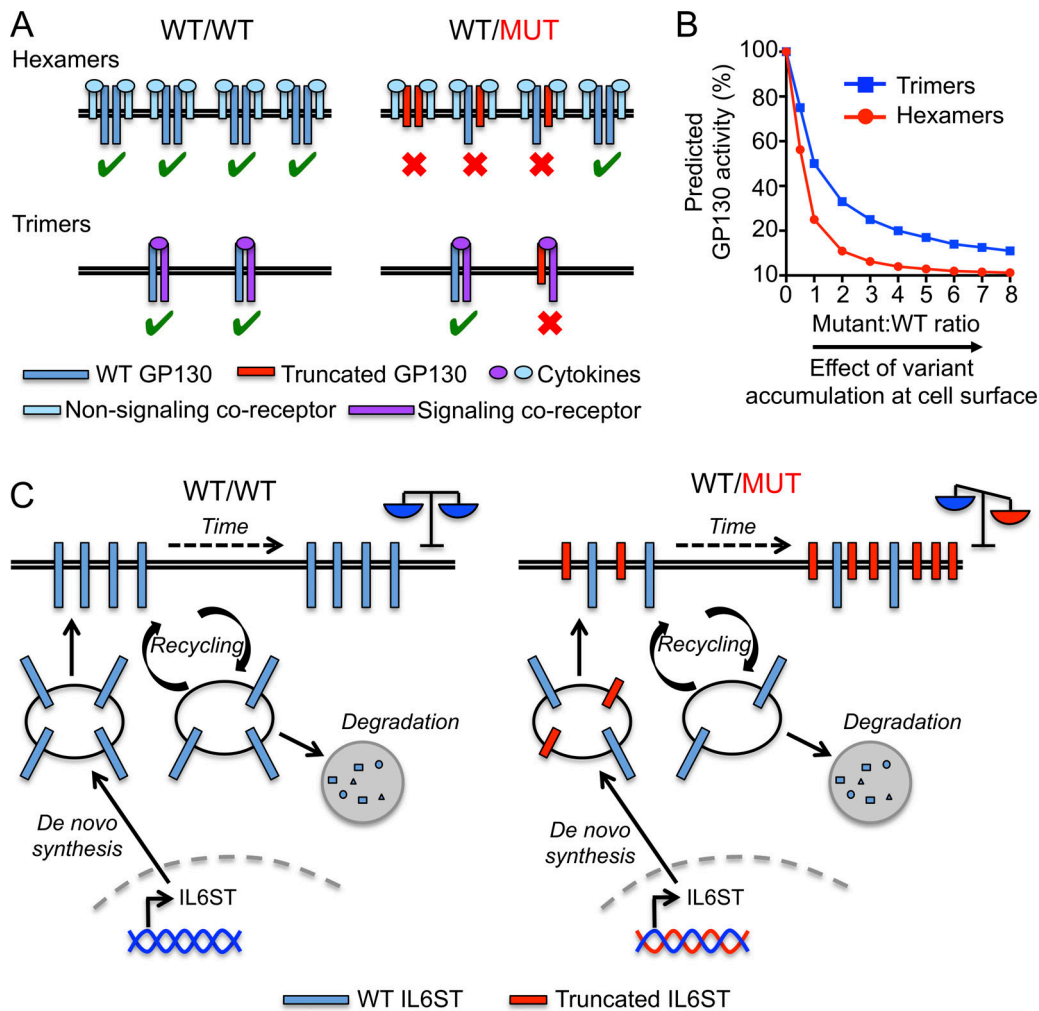 A
WT/WT
WT/MUT
Hexamers
Trimers
WT GP130
Truncated GP130
Cytokines
Non-signaling co-receptor
Signaling co-receptor
B
Predicted
GP130 activity (%)
100
80
60
40
20
10
Trimers
Hexamers
0 1 2 3 4 5 6 7 8
Mutant:WT ratio
Effect of variant
accumulation at cell surface
C
WT/WT
Time
Recycling
Degradation
De novo
synthesis
IL6ST
WT/MUT
Time
Recycling
Degradation
De novo
synthesis
IL6ST
WT IL6ST
Truncated IL6ST